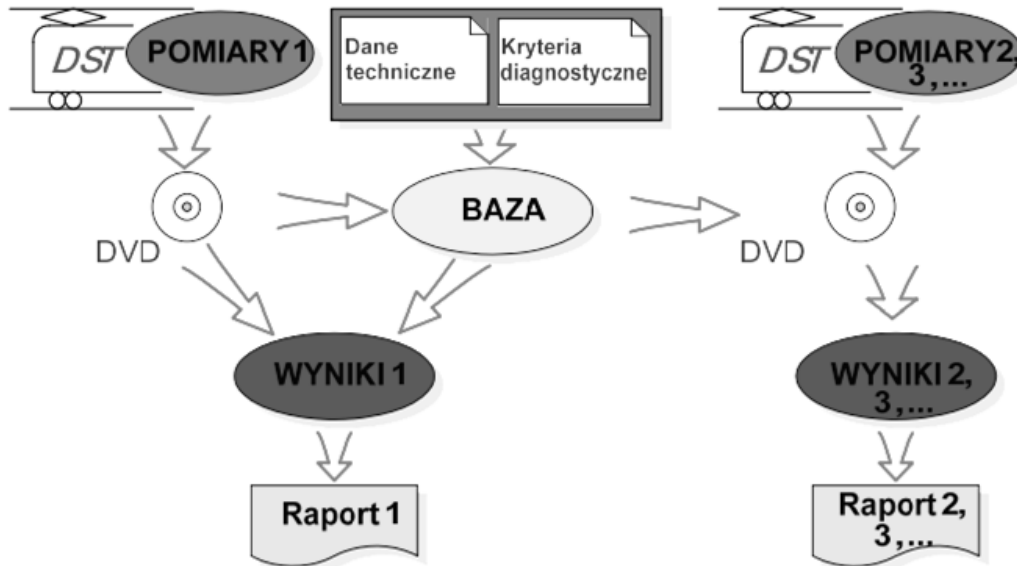 DST
POMIARY 1
Dane
techniczne
Kryteria
diagnostyczne
DST
POMIARY 2,
3,...
DVD
BAZA
DVD
WYNIKI 1
WYNIKI 2,
3,...
Raport 1
Raport 2,
3,...